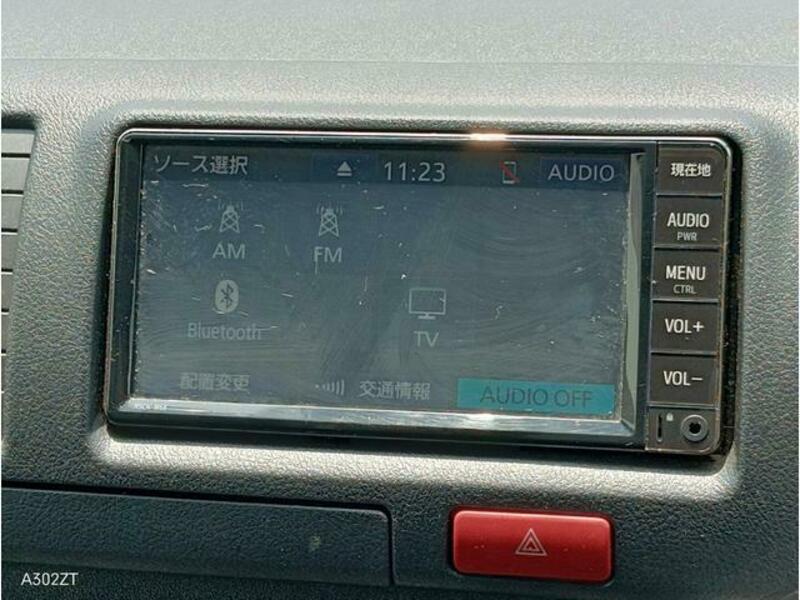 ソース選択
11:23
AUDIO
AM
FM
Bluetooth
TV
配置変更
交通情報
AUDIO OFF
現在地
AUDIO
PWR
MENU
CTRL
VOL+
VOL−
A302ZT